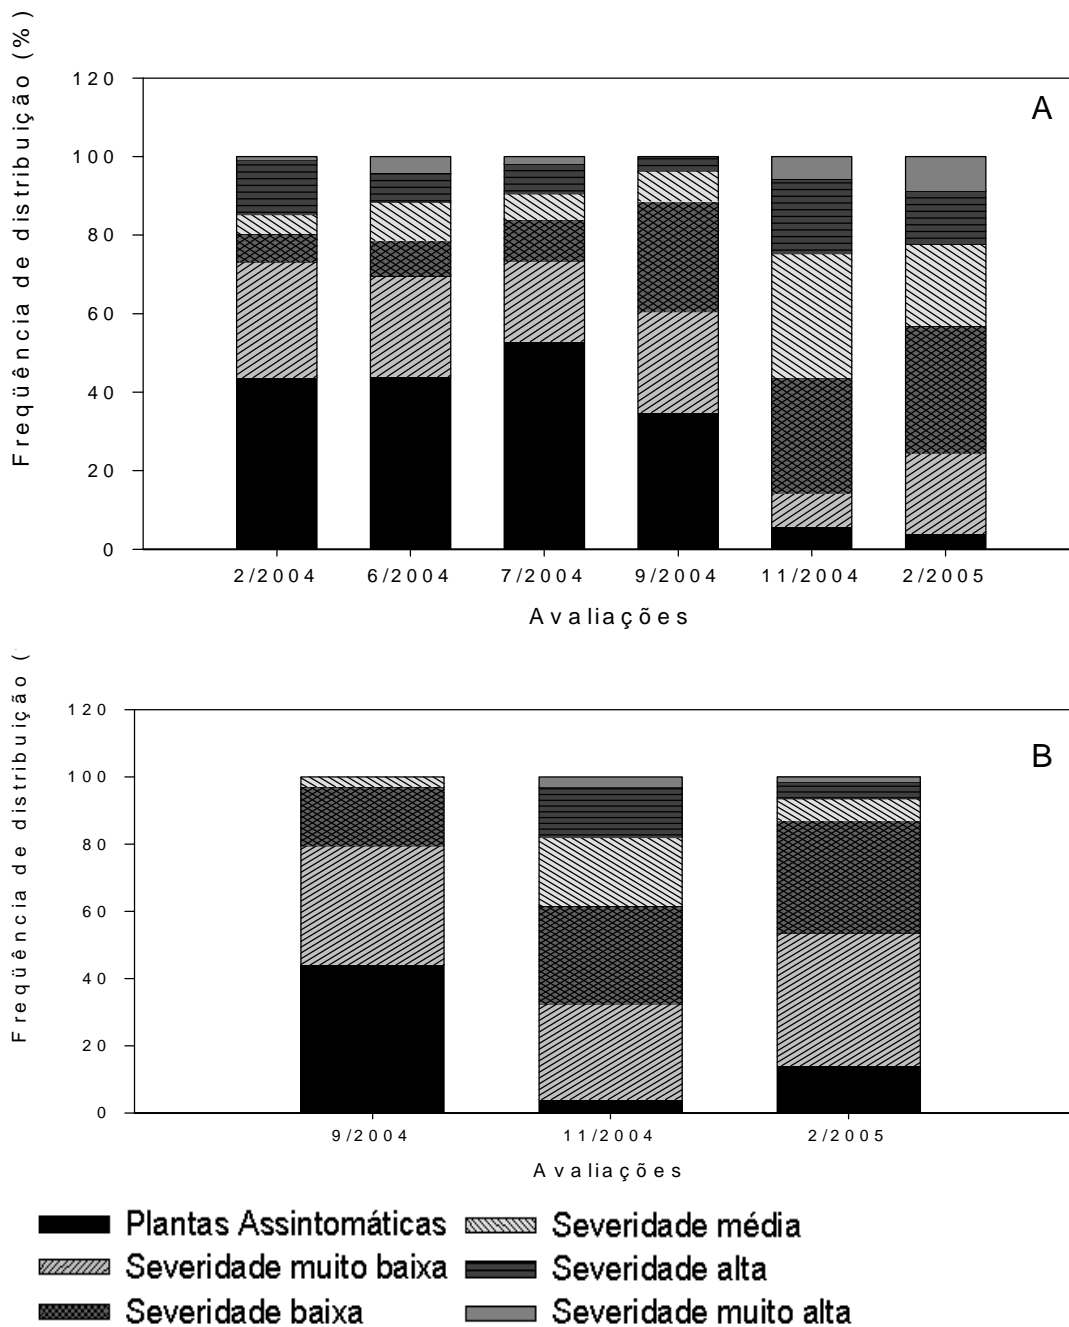 Freqüência de distribuição (%)
A
120
100
80
60
40
20
0
2/2004 6/2004 7/2004 9/2004 11/2004 2/2005
Avaliações
Freqüência de distribuição (
B
120
100
80
60
40
20
0
9/2004 11/2004 2/2005
Avaliações
Plantas Assintomáticas Severidade média
Severidade muito baixa Severidade alta
Severidade baixa Severidade muito alta